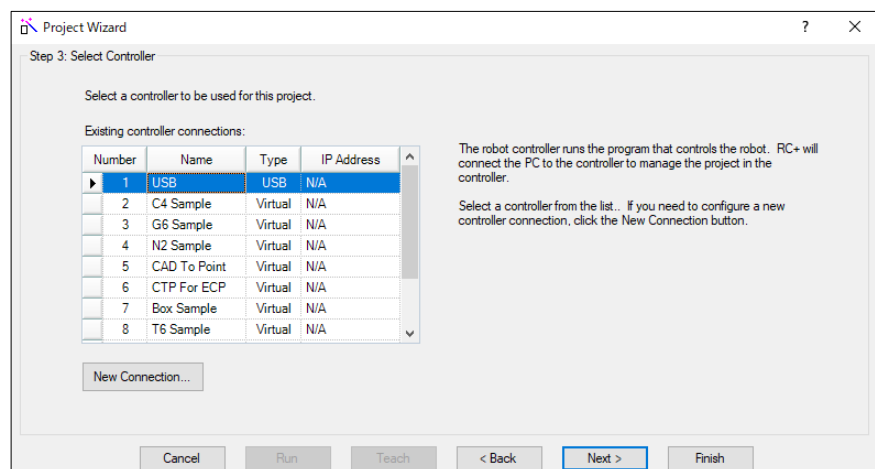 Project Wizard ? ×
Step 3: Select Controller
Select a controller to be used for this project.
Existing controller connections:
Number Name Type IP Address
1 USB USB N/A
2 C4 Sample Virtual N/A
3 G6 Sample Virtual N/A
4 N2 Sample Virtual N/A
5 CAD To Point Virtual N/A
6 CTP For ECP Virtual N/A
7 Box Sample Virtual N/A
8 T6 Sample Virtual N/A
The robot controller runs the program that controls the robot. RC+ will
connect the PC to the controller to manage the project in the
controller.
Select a controller from the list.. If you need to configure a new
controller connection, click the New Connection button.
New Connection...
Cancel Run Teach < Back Next > Finish